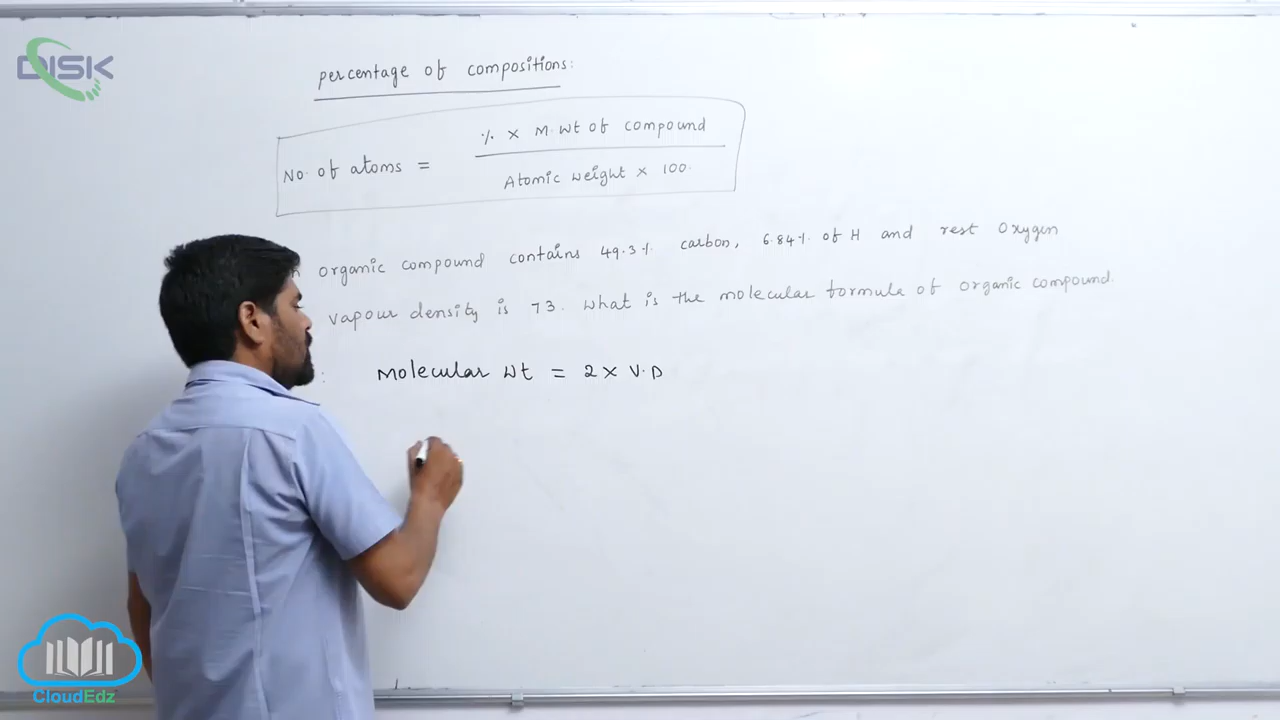 DISK
percentage of compositions:
% × M.Wt of compound
No. of atoms =
Atomic weight × 100.
organic compound contains 49.3% carbon, 6.84% of H and rest oxygen
vapour density is 73. What is the molecular formula of organic compound.
: Molecular Wt = 2 × V.D
CloudEdz